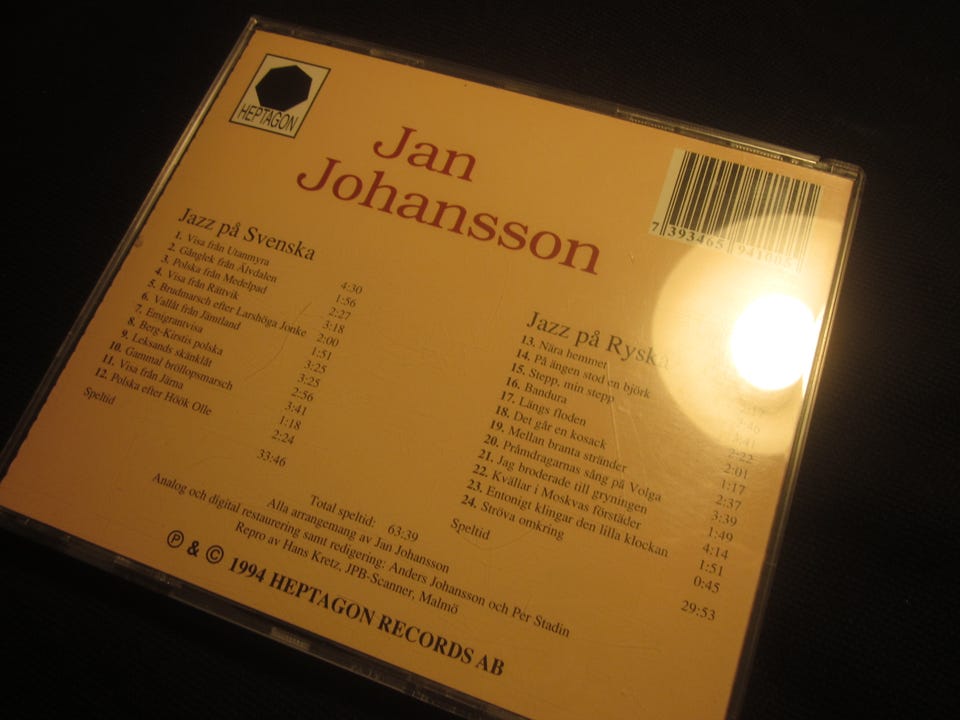 HEPTAGON
Jan
Johansson
7 393465
Jazz på Svenska
1. Visa från Utanmyra 4:30
2. Gånglek från Älvdalen 1:56
3. Polska från Medelpad 2:27
4. Visa från Rättvik 3:18
5. Brudmarsch efter Larshöga Jonke 2:00
6. Vallåt från Jämtland 1:51
7. Emigrantvisa 3:25
8. Berg-Kirstis polska 3:25
9. Leksands skänklåt 2:56
10. Gammal bröllopsmarsch 3:41
11. Visa från Järna 1:18
12. Polska efter Höök Olle 2:24
Speltid 33:46
Jazz på Ryska
13. Nära hemmet
14. På ängen stod en björk
15. Stepp, min stepp
16. Bandura 2:22
17. Längs floden 2:01
18. Det går en kosack 1:17
19. Mellan branta stränder 2:37
20. Pråmdragarnas sång på Volga 3:39
21. Jag broderade till gryningen 1:49
22. Kvällar i Moskvas förstäder 4:14
23. Entonigt klingar den lilla klockan 1:51
24. Ströva omkring 0:45
Speltid 29:53
Total speltid: 63:39
Alla arrangemang av Jan Johansson
Analog och digital restaurering samt redigering: Anders Johansson och Per Stadin
Repro av Hans Kretz, JPB-Scanner, Malmö
℗ & © 1994 HEPTAGON RECORDS AB